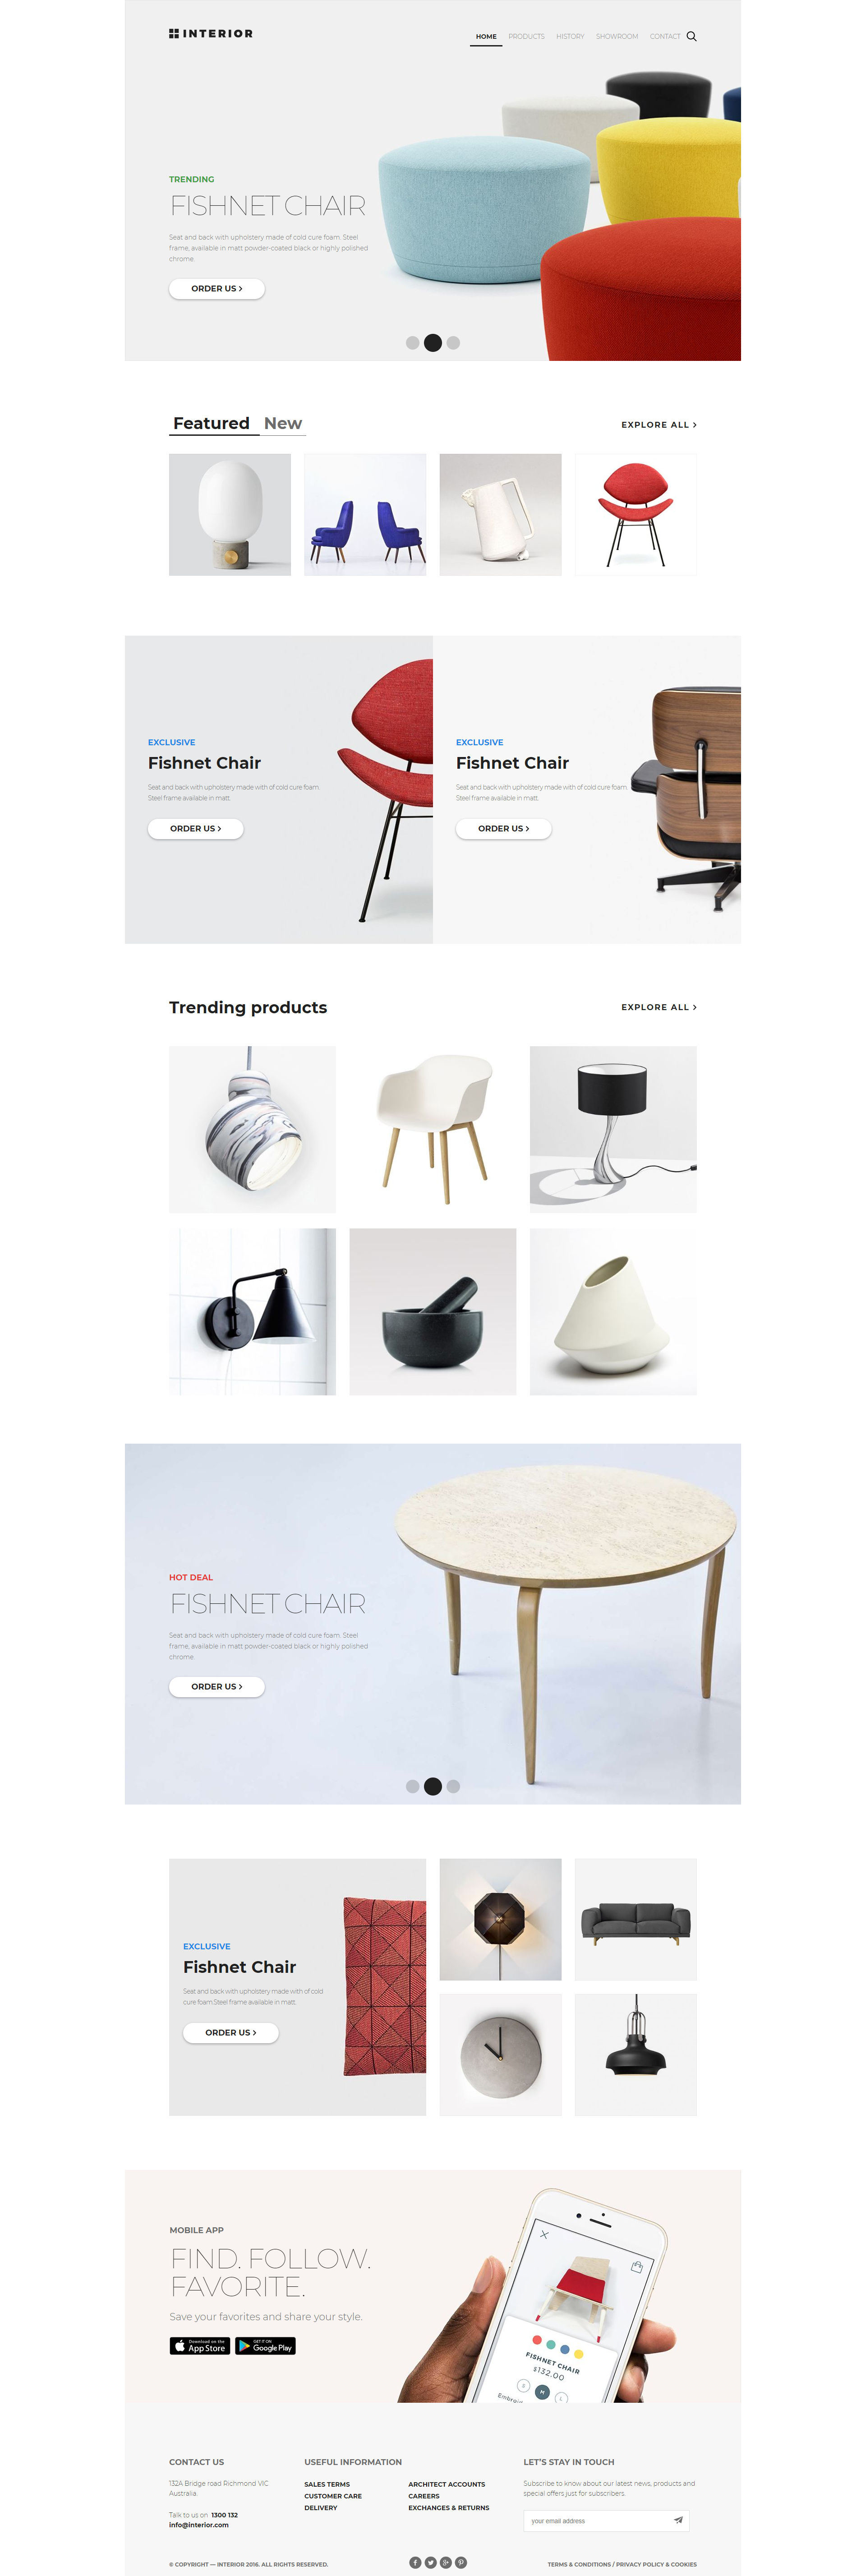 INTERIOR
HOME PRODUCTS HISTORY SHOWROOM CONTACT
TRENDING
FISHNET CHAIR
Seat and back with upholstery made of cold cure foam. Steel
frame, available in matt powder-coated black or highly polished
chrome.
ORDER US >
Featured New
EXPLORE ALL >
EXCLUSIVE
Fishnet Chair
Seat and back with upholstery made with of cold cure foam.
Steel frame available in matt.
ORDER US >
EXCLUSIVE
Fishnet Chair
Seat and back with upholstery made with of cold cure foam.
Steel frame available in matt.
ORDER US >
Trending products
EXPLORE ALL >
HOT DEAL
FISHNET CHAIR
Seat and back with upholstery made of cold cure foam. Steel
frame, available in matt powder-coated black or highly polished
chrome.
ORDER US >
EXCLUSIVE
Fishnet Chair
Seat and back with upholstery made with of cold
cure foam.Steel frame available in matt.
ORDER US >
MOBILE APP
FIND. FOLLOW.
FAVORITE.
Save your favorites and share your style.
Download on the
App Store
GET IT ON
Google Play
FISHNET CHAIR
$132.00
S M L
Embroid
CONTACT US
132A Bridge road Richmond VIC
Australia.
Talk to us on 1300 132
info@interior.com
USEFUL INFORMATION
SALES TERMS
CUSTOMER CARE
DELIVERY
ARCHITECT ACCOUNTS
CAREERS
EXCHANGES & RETURNS
LET'S STAY IN TOUCH
Subscribe to know about our latest news, products and
special offers just for subscribers.
your email address
© COPYRIGHT — INTERIOR 2016. ALL RIGHTS RESERVED.
TERMS & CONDITIONS / PRIVACY POLICY & COOKIES